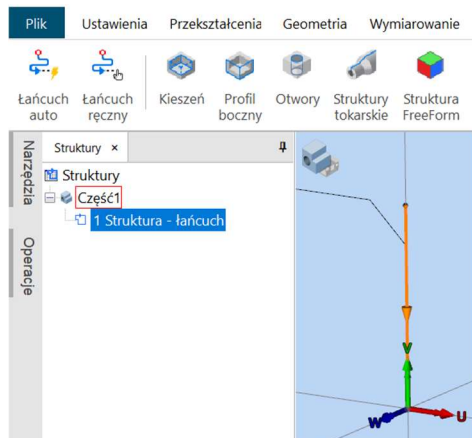 Plik Ustawienia Przekształcenia Geometria Wymiarowanie
Łańcuch auto
Łańcuch ręczny
Kieszeń
Profil boczny
Otwory
Struktury tokarskie
Struktura FreeForm
Narzędzia
Operacje
Struktury ×
Struktury
Część1
1 Struktura - łańcuch
V
W
U